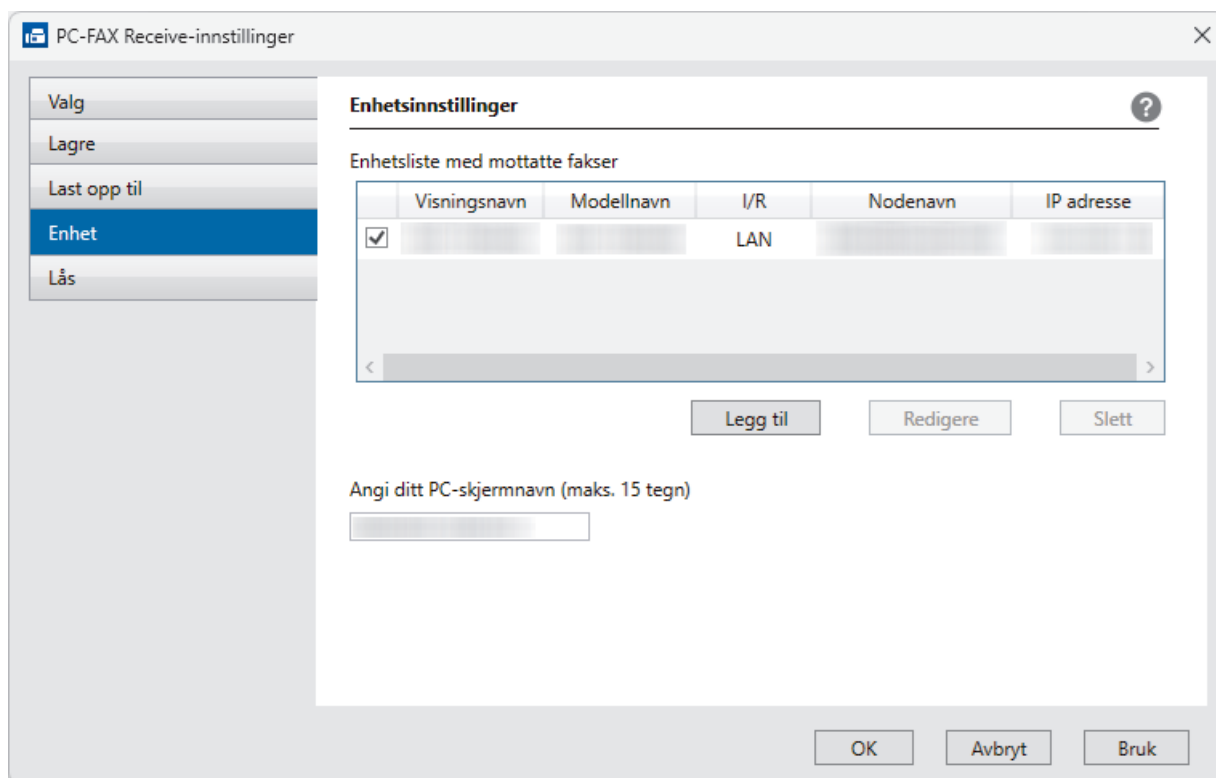 PC-FAX Receive-innstillinger
Valg
Lagre
Last opp til
Enhet
Lås
Enhetsinnstillinger
?
Enhetsliste med mottatte fakser
Visningsnavn Modellnavn I/R Nodenavn IP adresse
LAN
Legg til Redigere Slett
Angi ditt PC-skjermnavn (maks. 15 tegn)
OK Avbryt Bruk